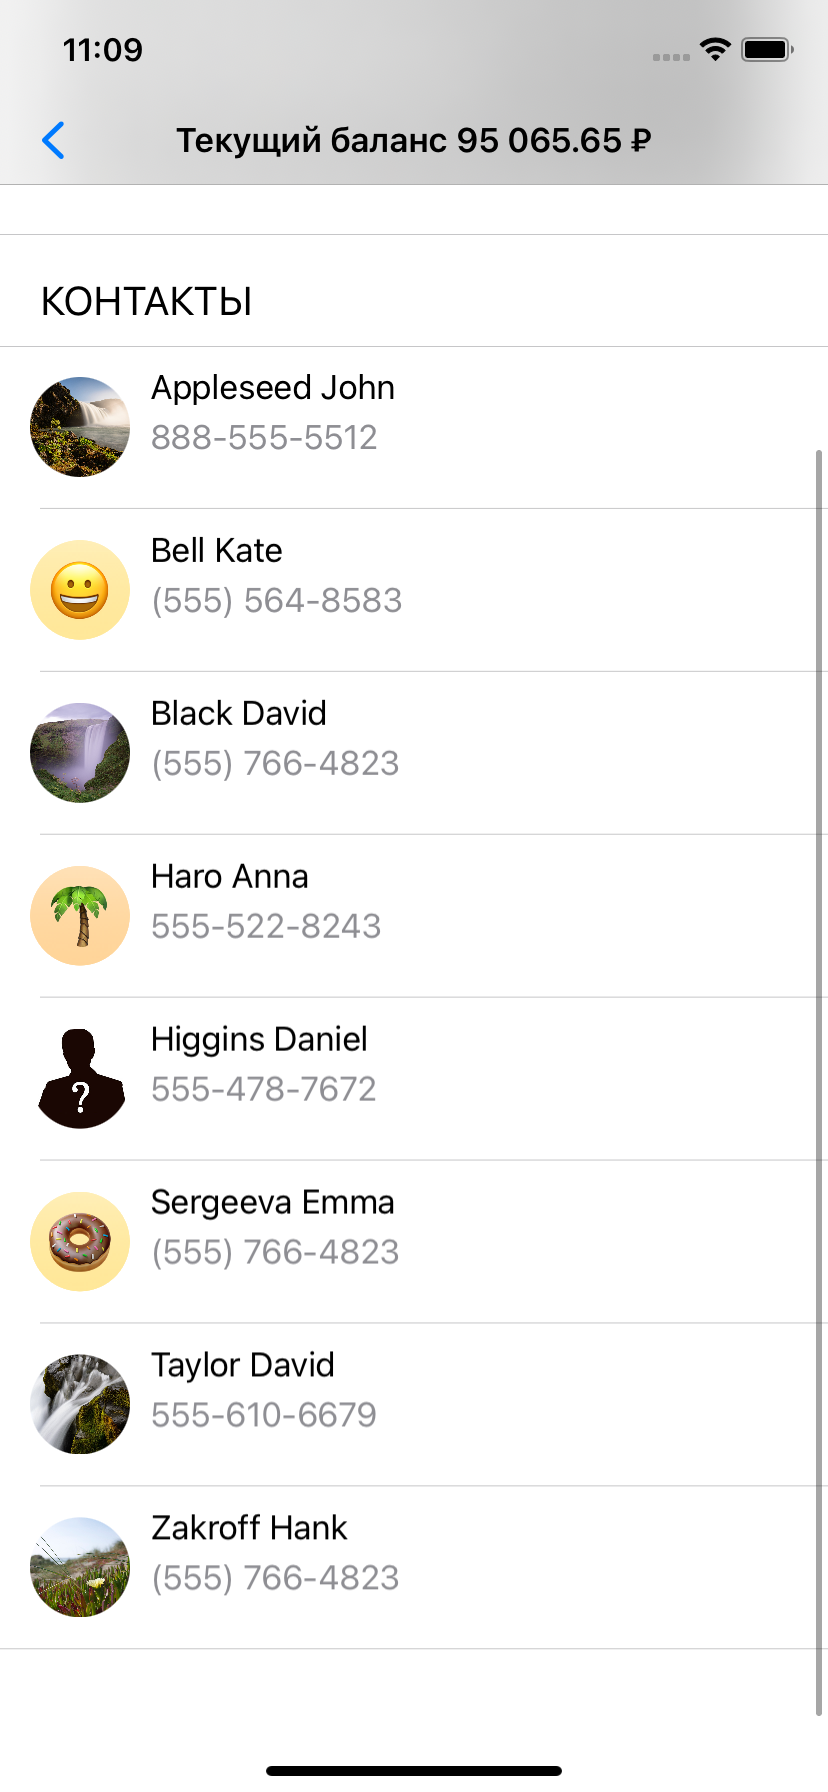 11:09
Текущий баланс 95 065.65 ₽
КОНТАКТЫ
Appleseed John
888-555-5512
Bell Kate
(555) 564-8583
Black David
(555) 766-4823
Haro Anna
555-522-8243
Higgins Daniel
555-478-7672
?
Sergeeva Emma
(555) 766-4823
Taylor David
555-610-6679
Zakroff Hank
(555) 766-4823